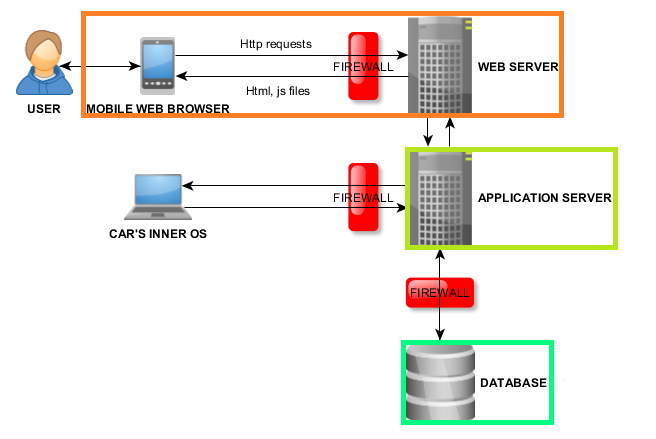 Http requests
FIREWALL
WEB SERVER
Html, js files
USER
MOBILE WEB BROWSER
FIREWALL
APPLICATION SERVER
CAR'S INNER OS
FIREWALL
DATABASE